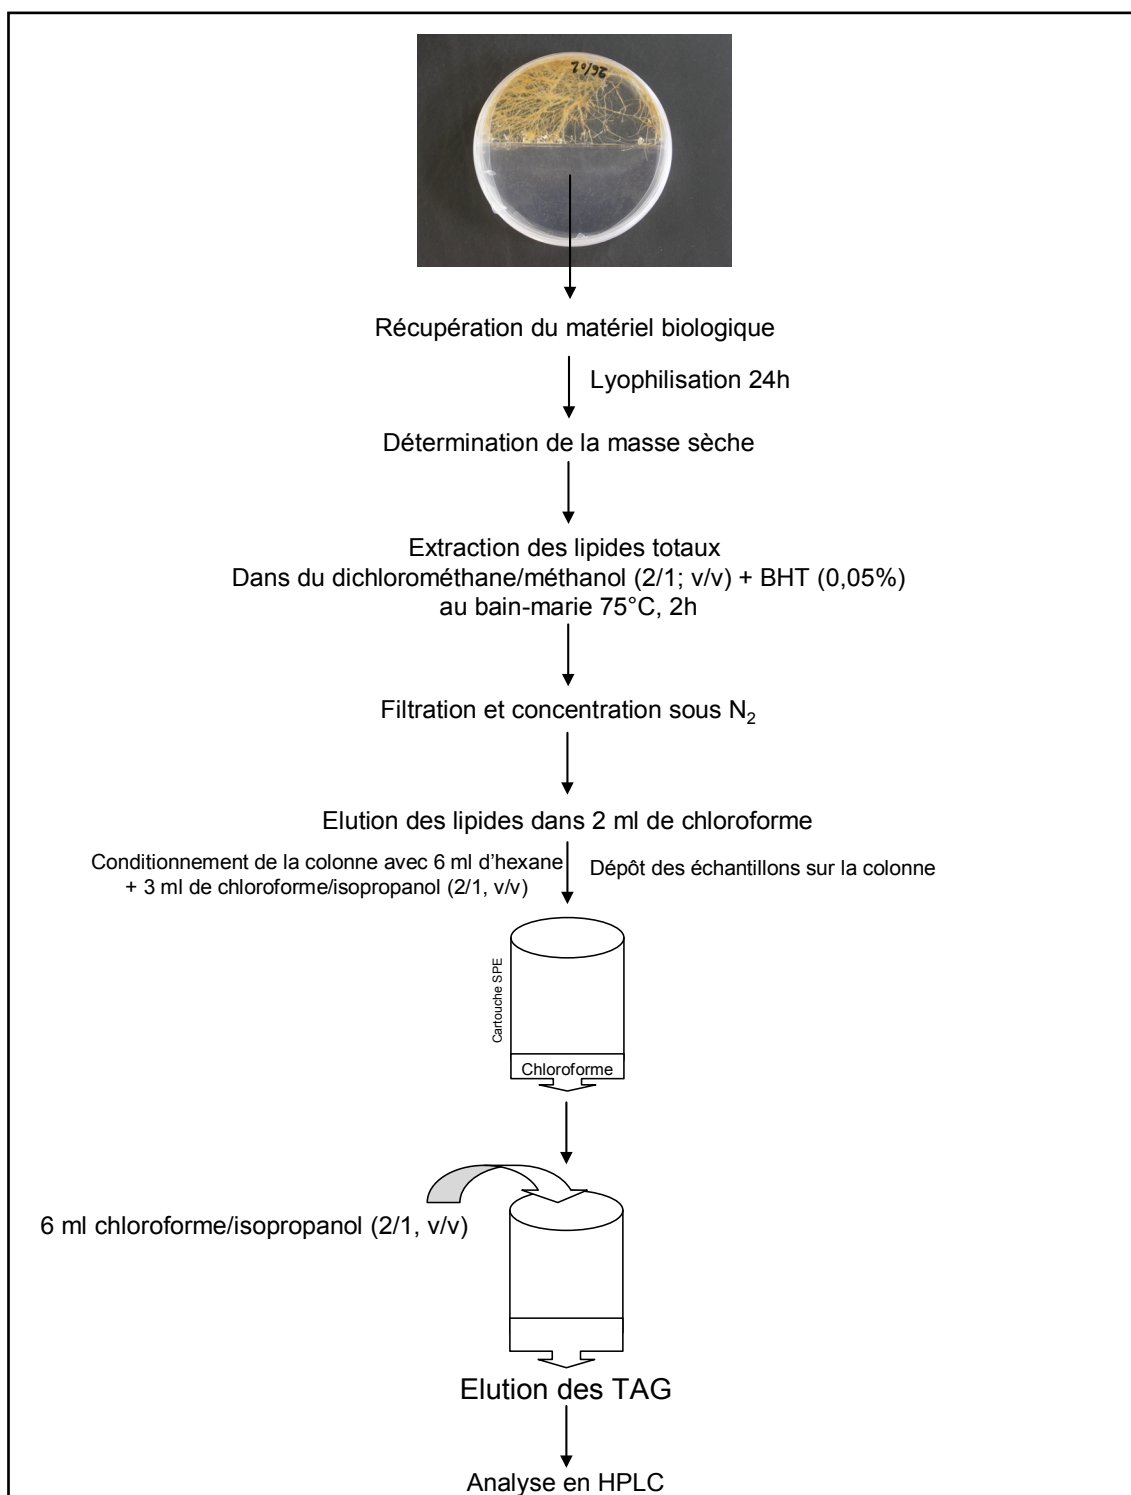 26/02
Récupération du matériel biologique
Lyophilisation 24h
Détermination de la masse sèche
Extraction des lipides totaux
Dans du dichlorométhane/méthanol (2/1; v/v) + BHT (0,05%)
au bain-marie 75°C, 2h
Filtration et concentration sous N₂
Elution des lipides dans 2 ml de chloroforme
Conditionnement de la colonne avec 6 ml d’hexane
+ 3 ml de chloroforme/isopropanol (2/1, v/v)
Dépôt des échantillons sur la colonne
Cartouche SPE
Chloroforme
6 ml chloroforme/isopropanol (2/1, v/v)
Elution des TAG
Analyse en HPLC